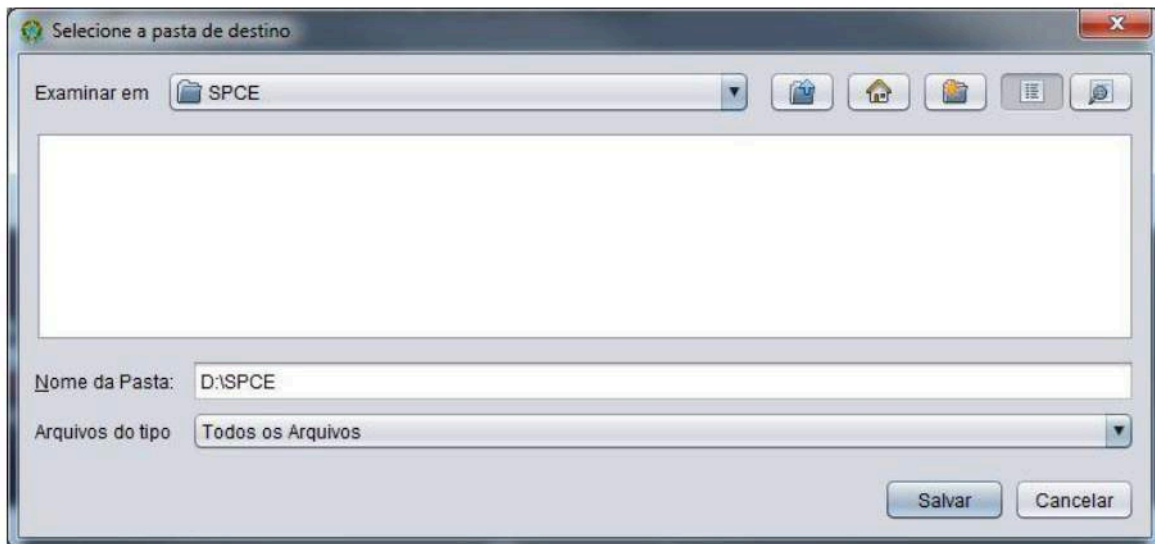 Selecione a pasta de destino
Examinar em SPCE
Nome da Pasta: D:\SPCE
Arquivos do tipo Todos os Arquivos
Salvar Cancelar